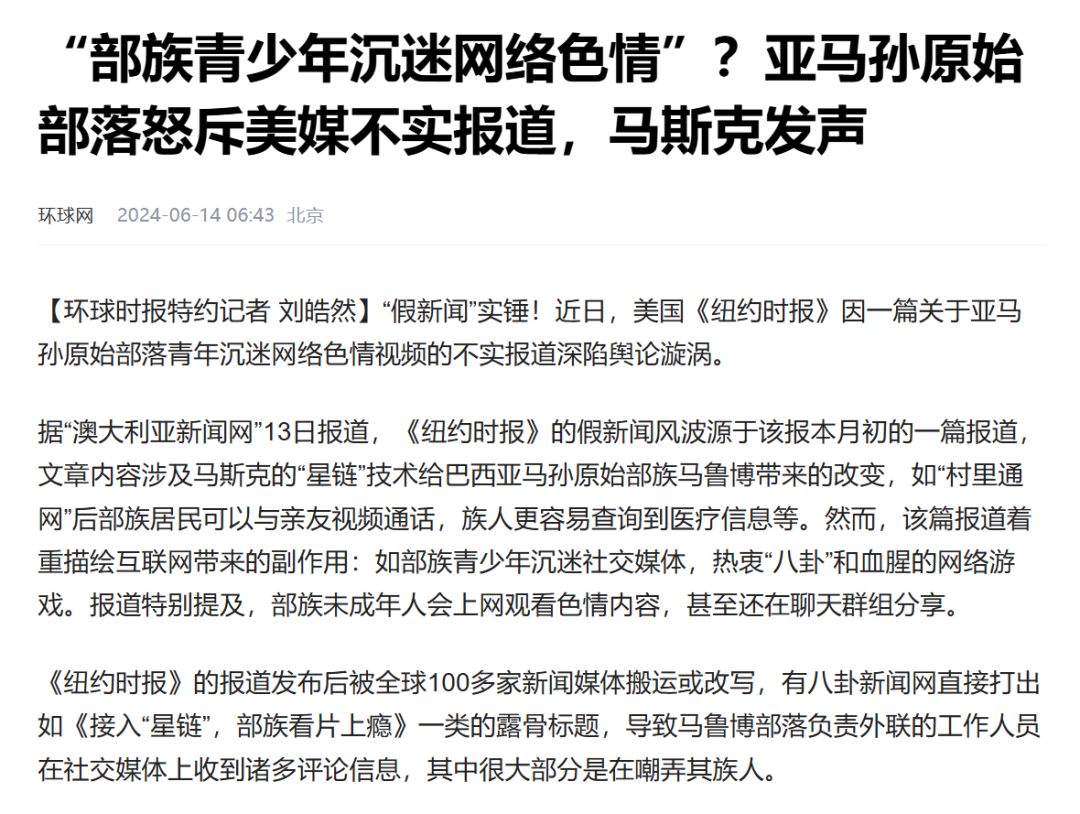 “部族青少年沉迷网络色情”？亚马孙原始
部落怒斥美媒不实报道，马斯克发声
环球网 2024-06-14 06:43 北京
【环球时报特约记者 刘皓然】“假新闻”实锤！近日，美国《纽约时报》因一篇关于亚马
孙原始部落青年沉迷网络色情视频的不实报道深陷舆论漩涡。
据“澳大利亚新闻网”13日报道，《纽约时报》的假新闻风波源于该报本月初的一篇报道，
文章内容涉及马斯克的“星链”技术给巴西亚马孙原始部族马鲁博带来的改变，如“村里通
网”后部族居民可以与亲友视频通话，族人更容易查询到医疗信息等。然而，该篇报道着
重描绘互联网带来的副作用：如部族青少年沉迷社交媒体，热衷“八卦”和血腥的网络游
戏。报道特别提及，部族未成年人会上网观看色情内容，甚至还在聊天群组分享。
《纽约时报》的报道发布后被全球100多家新闻媒体搬运或改写，有八卦新闻网直接打出
如《接入“星链”，部族看片上瘾》一类的露骨标题，导致马鲁博部落负责外联的工作人员
在社交媒体上收到诸多评论信息，其中很大部分是在嘲弄其族人。